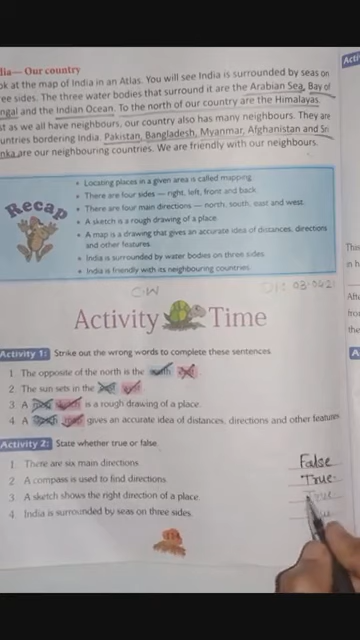 dia— Our country
ok at the map of India in an Atlas. You will see India is surrounded by seas on
ree sides. The three water bodies that surround it are the Arabian Sea, Bay of
ngal and the Indian Ocean. To the north of our country are the Himalayas.
st as we all have neighbours, our country also has many neighbours. They are
untries bordering India. Pakistan, Bangladesh, Myanmar, Afghanistan and Sri
nka are our neighbouring countries. We are friendly with our neighbours.
Recap
• Locating places in a given area is called mapping.
• There are four sides — right, left, front and back.
• There are four main directions — north, south, east and west.
• A sketch is a rough drawing of a place.
• A map is a drawing that gives an accurate idea of distances, directions
and other features.
• India is surrounded by water bodies on three sides.
• India is friendly with its neighbouring countries.
CW
Activity Time
Activity 1: Strike out the wrong words to complete these sentences.
1. The opposite of north is the
2. The sun sets in the
3. A is a rough drawing of a place.
4. A gives an accurate idea of distances, directions and other features
Activity 2: State whether true or false.
1. There are six main directions. False
2. A compass is used to find directions. True
3. A sketch shows the right direction of a place. True
4. India is surrounded by seas on three sides.
114